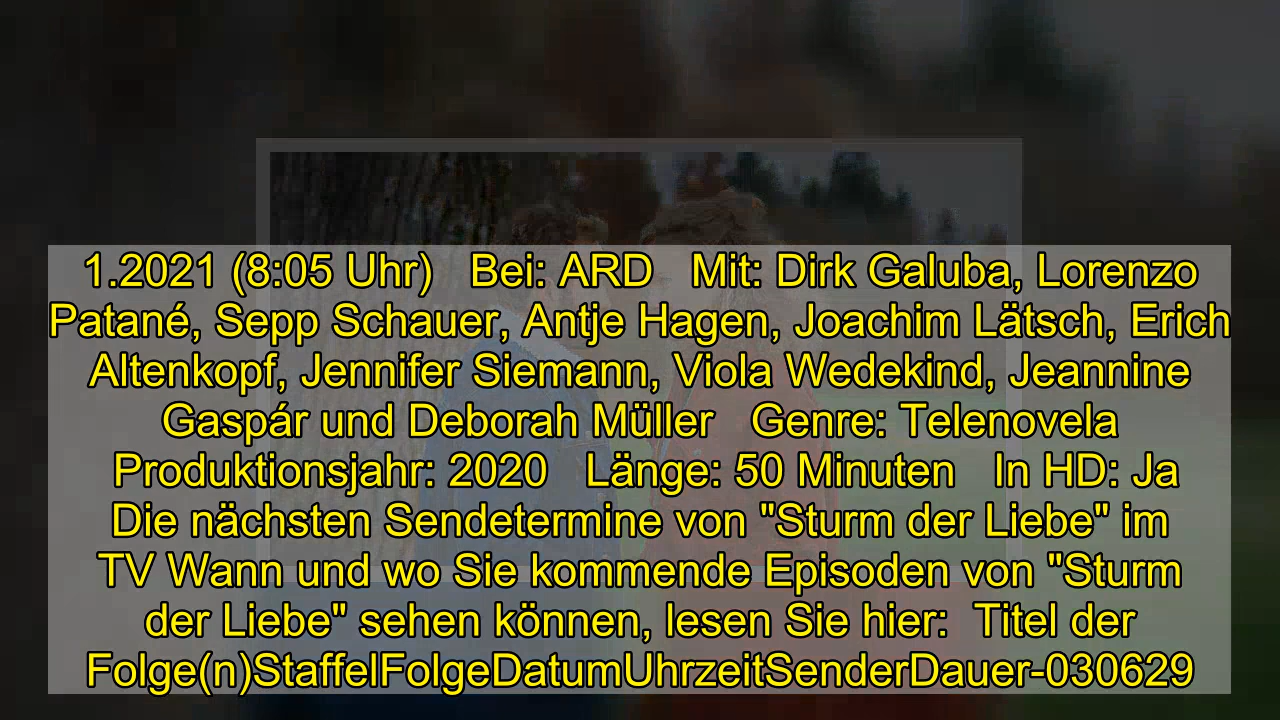 1.2021 (8:05 Uhr)   Bei: ARD   Mit: Dirk Galuba, Lorenzo
Patané, Sepp Schauer, Antje Hagen, Joachim Lätsch, Erich
Altenkopf, Jennifer Siemann, Viola Wedekind, Jeannine
Gaspár und Deborah Müller   Genre: Telenovela
Produktionsjahr: 2020   Länge: 50 Minuten   In HD: Ja
Die nächsten Sendetermine von "Sturm der Liebe" im
TV Wann und wo Sie kommende Episoden von "Sturm
der Liebe" sehen können, lesen Sie hier:  Titel der
Folge(n)StaffelFolgeDatumUhrzeitSenderDauer-030629